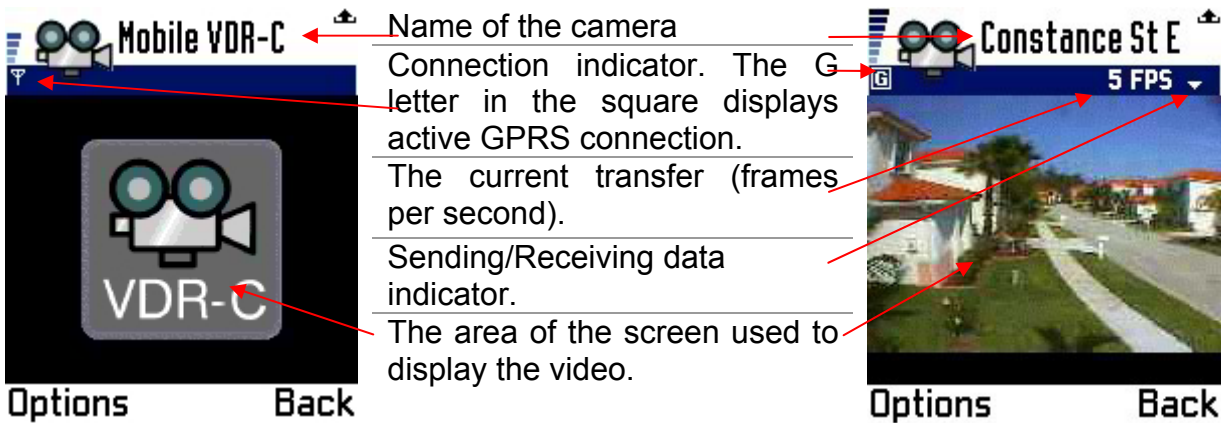 Mobile VDR-C
VDR-C
Options Back
Name of the camera
Connection indicator. The G
letter in the square displays
active GPRS connection.
The current transfer (frames
per second).
Sending/Receiving data
indicator.
The area of the screen used to
display the video.
Constance St E
G
5 FPS
Options Back